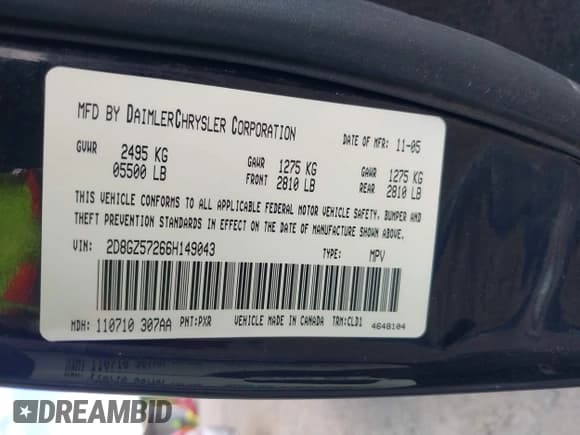 MFD BY DAIMLERCHRYSLER CORPORATION
DATE OF MFR: 11-05
GVWR 2495 KG 05500 LB
GAWR FRONT 1275 KG 2810 LB
GAWR REAR 1275 KG 2810 LB
THIS VEHICLE CONFORMS TO ALL APPLICABLE FEDERAL MOTOR VEHICLE SAFETY, BUMPER AND
THEFT PREVENTION STANDARDS IN EFFECT ON THE DATE OF MANUFACTURE SHOWN ABOVE.
VIN: 2D8GZ57266H149043 TYPE: MPV
MDH: 110710 307AA PNT:PXR VEHICLE MADE IN CANADA TRM:CLD1 4648104
DREAMBID